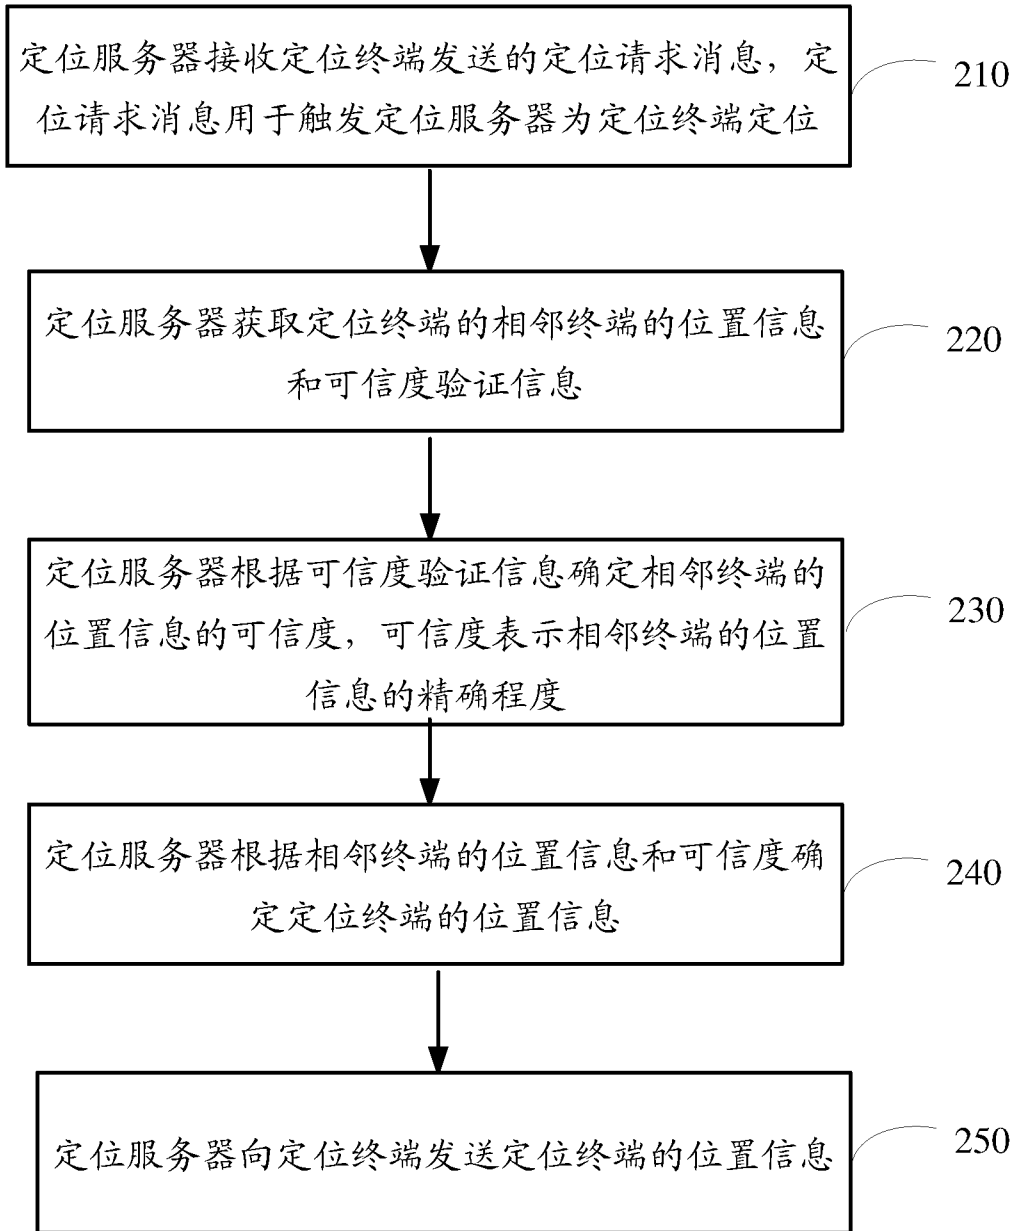 定位服务器接收定位终端发送的定位请求消息，定
位请求消息用于触发定位服务器为定位终端定位
210
定位服务器获取定位终端的相邻终端的位置信息
和可信度验证信息
220
定位服务器根据可信度验证信息确定相邻终端的
位置信息的可信度，可信度表示相邻终端的位置
信息的精确程度
230
定位服务器根据相邻终端的位置信息和可信度确
定定位终端的位置信息
240
定位服务器向定位终端发送定位终端的位置信息
250